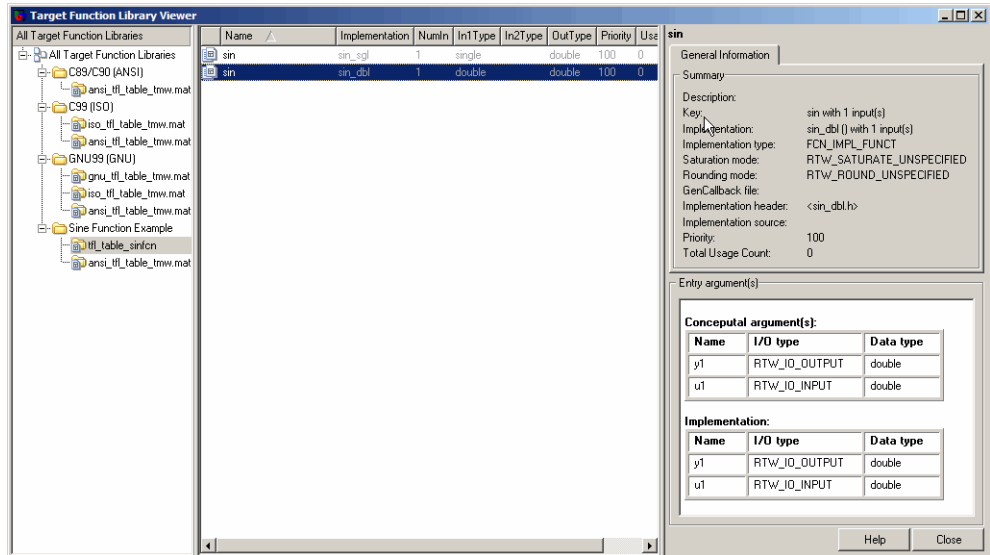 Target Function Library Viewer
All Target Function Libraries
All Target Function Libraries
C89/C90 (ANSI)
ansi_tfl_table_tmw.mat
C99 (ISO)
iso_tfl_table_tmw.mat
ansi_tfl_table_tmw.mat
GNU99 (GNU)
gnu_tfl_table_tmw.mat
iso_tfl_table_tmw.mat
ansi_tfl_table_tmw.mat
Sine Function Example
tfl_table_sinfcn
ansi_tfl_table_tmw.mat
Name Implementation NumIn In1Type In2Type OutType Priority Usa
sin sin_sgl 1 single double 100 0
sin sin_dbl 1 double double 100 0
sin
General Information
Summary
Description:
Key: sin with 1 input(s)
Implementation: sin_dbl () with 1 input(s)
Implementation type: FCN_IMPL_FUNCT
Saturation mode: RTW_SATURATE_UNSPECIFIED
Rounding mode: RTW_ROUND_UNSPECIFIED
GenCallback file:
Implementation header: <sin_dbl.h>
Implementation source:
Priority: 100
Total Usage Count: 0
Entry argument(s)
Conceputal argument(s):
Name I/O type Data type
y1 RTW_IO_OUTPUT double
u1 RTW_IO_INPUT double
Implementation:
Name I/O type Data type
y1 RTW_IO_OUTPUT double
u1 RTW_IO_INPUT double
Help Close